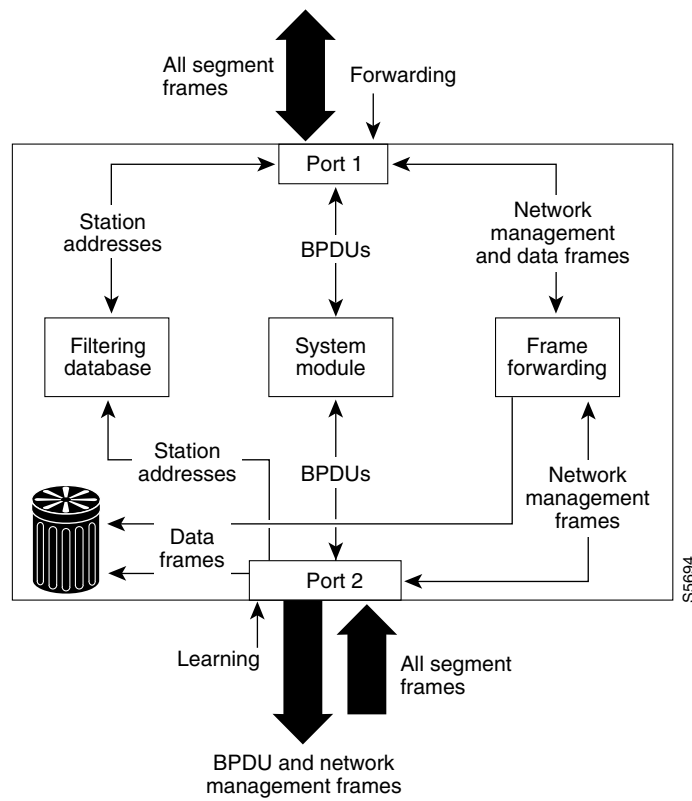 All segment
frames
Forwarding
Port 1
Station
addresses
BPDUs
Network
management
and data frames
Filtering
database
System
module
Frame
forwarding
Station
addresses
BPDUs
Network
management
frames
Data
frames
Port 2
S5694
Learning
All segment
frames
BPDU and network
management frames